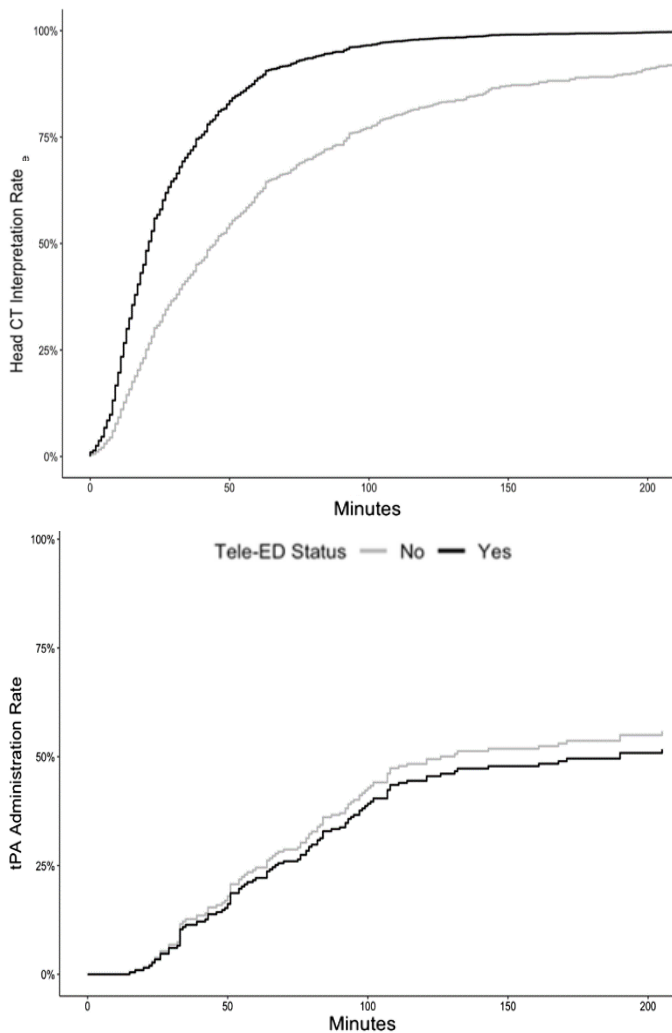 100%
75%
50%
25%
0%
Head CT Interpretation Rate a
0 50 100 150 200
Minutes
100%
Tele-ED Status No Yes
75%
50%
25%
0%
tPA Administration Rate
0 50 100 150 200
Minutes